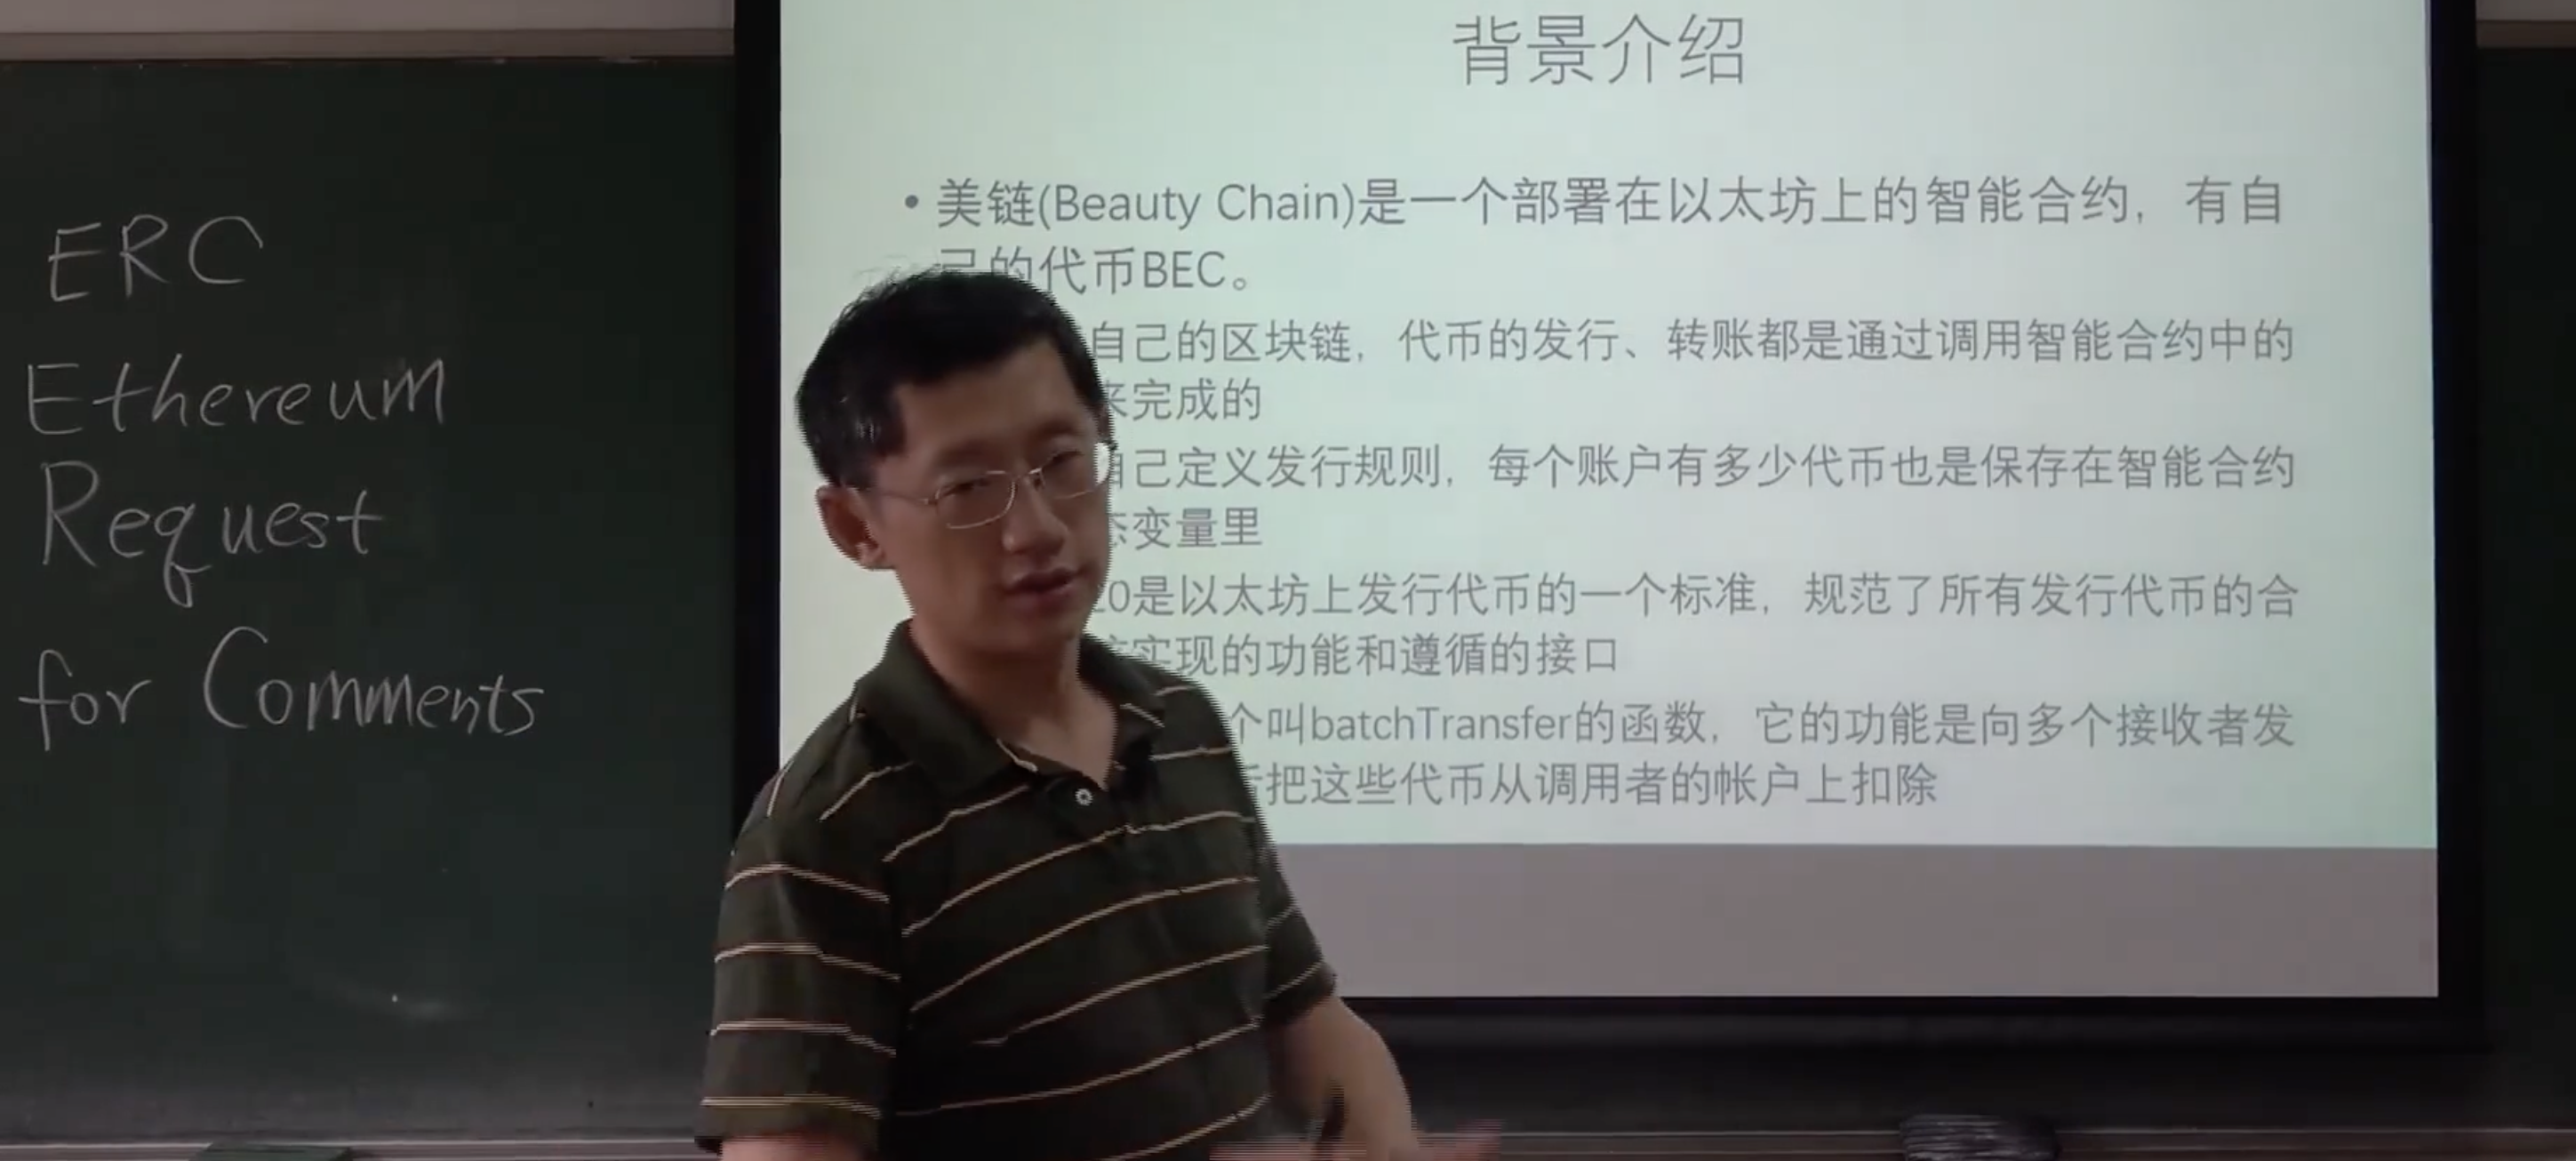 ERC
Ethereum
Request
for Comments
背景介绍
• 美链(Beauty Chain)是一个部署在以太坊上的智能合约，有自
己的代币BEC。
自己的区块链，代币的发行、转账都是通过调用智能合约中的
来完成的
自己定义发行规则，每个账户有多少代币也是保存在智能合约
态变量里
20是以太坊上发行代币的一个标准，规范了所有发行代币的合
实现的功能和遵循的接口
个叫batchTransfer的函数，它的功能是向多个接收者发
把这些代币从调用者的帐户上扣除